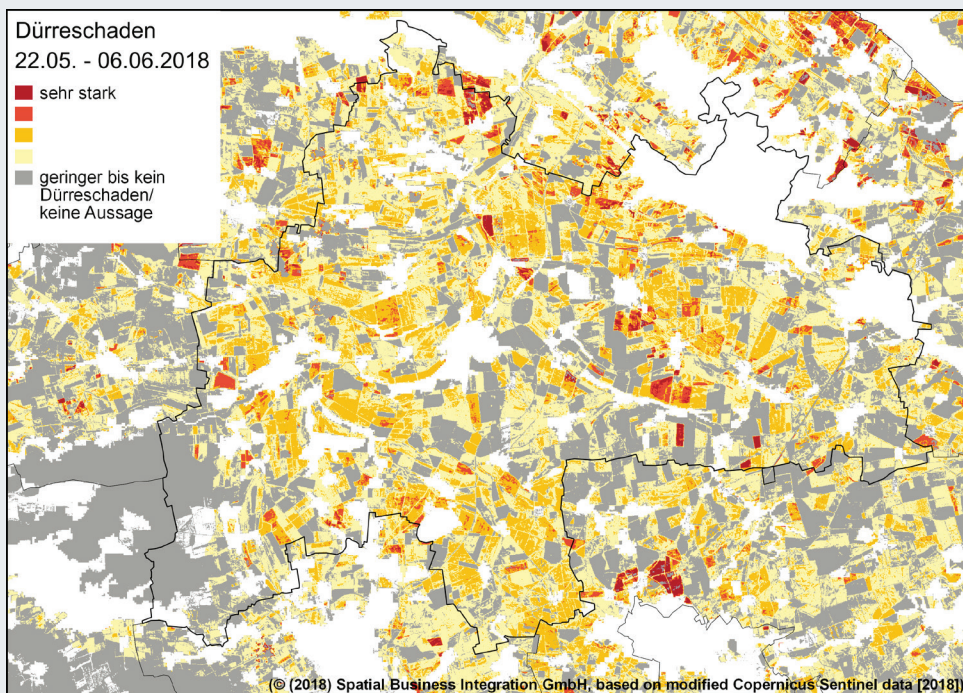 Dürreschaden
22.05. - 06.06.2018
sehr stark
geringer bis kein
Dürreschaden/
keine Aussage
(© (2018) Spatial Business Integration GmbH, based on modified Copernicus Sentinel data [2018])